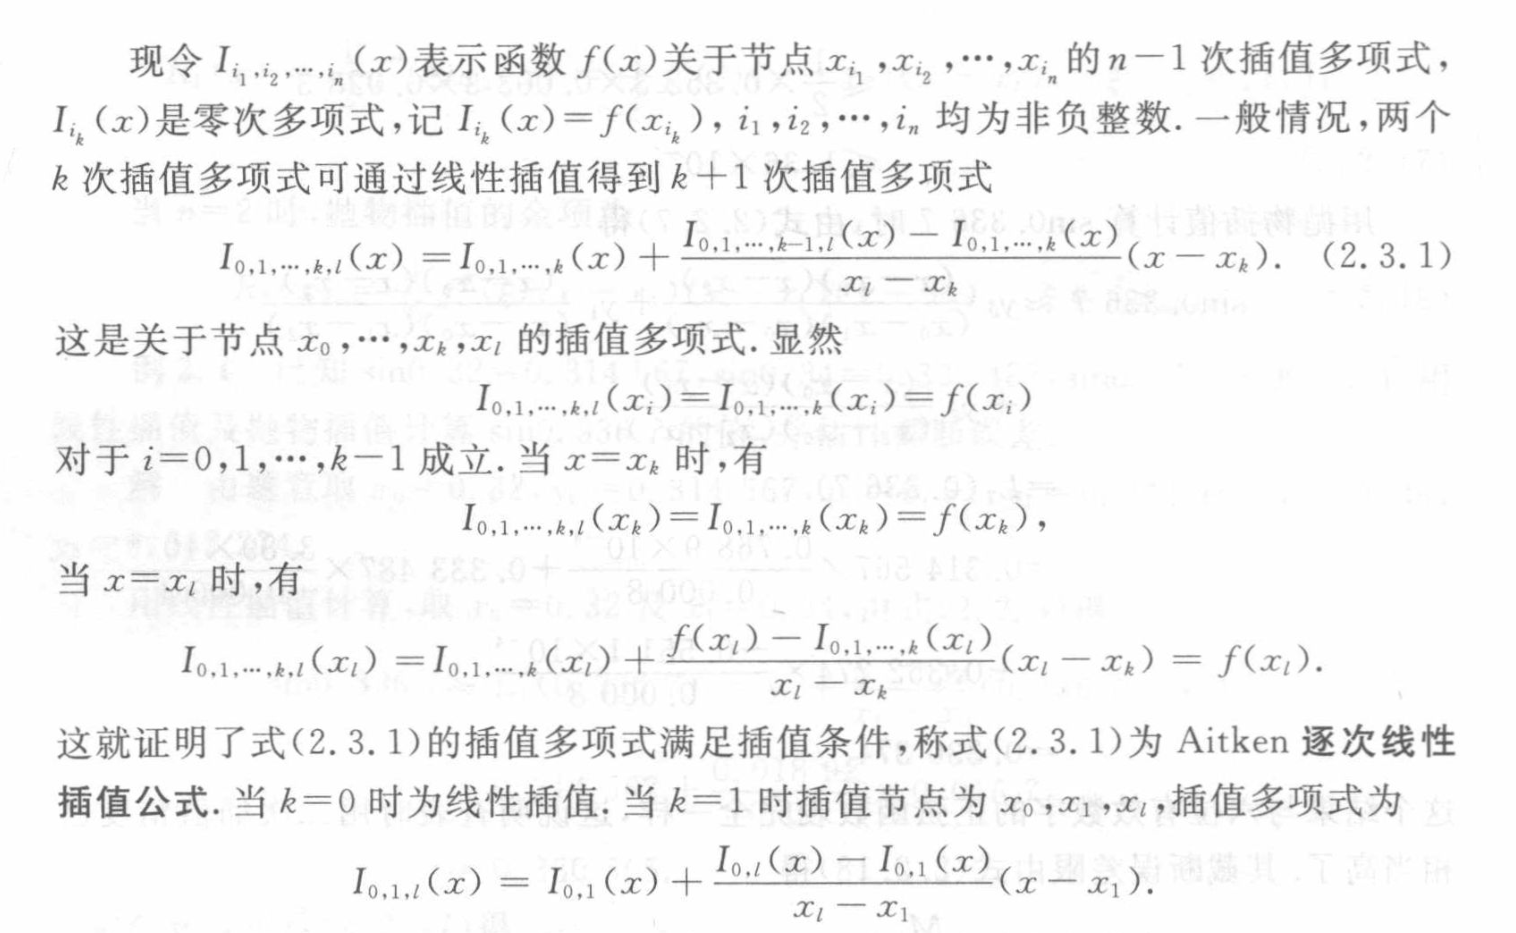 现令 $I_{i_1,i_2,\cdots,i_n}(x)$表示函数 $f(x)$关于节点 $x_{i_1},x_{i_2},\cdots,x_{i_n}$ 的 $n-1$ 次插值多项式,
$I_{i_k}(x)$是零次多项式,记 $I_{i_k}(x)=f(x_{i_k})$, $i_1,i_2,\cdots,i_n$ 均为非负整数. 一般情况,两个
$k$ 次插值多项式可通过线性插值得到 $k+1$ 次插值多项式
$I_{0,1,\cdots,k,l}(x)=I_{0,1,\cdots,k}(x)+\frac{I_{0,1,\cdots,k-1,l}(x)-I_{0,1,\cdots,k}(x)}{x_l-x_k}(x-x_k).$ (2.3.1)
这是关于节点 $x_0,\cdots,x_k,x_l$ 的插值多项式. 显然
$I_{0,1,\cdots,k,l}(x_i)=I_{0,1,\cdots,k}(x_i)=f(x_i)$
对于 $i=0,1,\cdots,k-1$ 成立. 当 $x=x_k$ 时,有
$I_{0,1,\cdots,k,l}(x_k)=I_{0,1,\cdots,k}(x_k)=f(x_k),$
当 $x=x_l$ 时,有
$I_{0,1,\cdots,k,l}(x_l)=I_{0,1,\cdots,k}(x_l)+\frac{f(x_l)-I_{0,1,\cdots,k}(x_l)}{x_l-x_k}(x_l-x_k)=f(x_l).$
这就证明了式(2.3.1)的插值多项式满足插值条件,称式(2.3.1)为 Aitken 逐次线性
插值公式. 当 $k=0$ 时为线性插值. 当 $k=1$ 时插值节点为 $x_0,x_1,x_l$,插值多项式为
$I_{0,1,l}(x)=I_{0,1}(x)+\frac{I_{0,l}(x)-I_{0,1}(x)}{x_l-x_1}(x-x_1).$